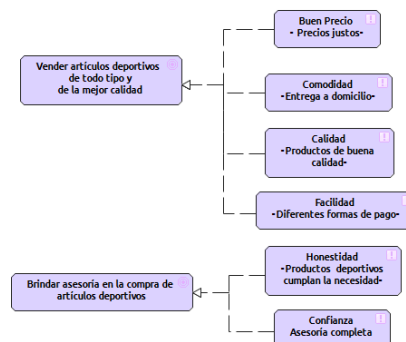 Buen Precio
- Precios justos-
Vender artículos deportivos
de todo tipo y
de la mejor calidad
Comodidad
-Entrega a domicilio-
Calidad
-Productos de buena
calidad-
Facilidad
-Diferentes formas de pago-
Honestidad
-Productos deportivos
cumplan la necesidad-
Brindar asesoría en la compra de
artículos deportivos
Confianza
Asesoría completa